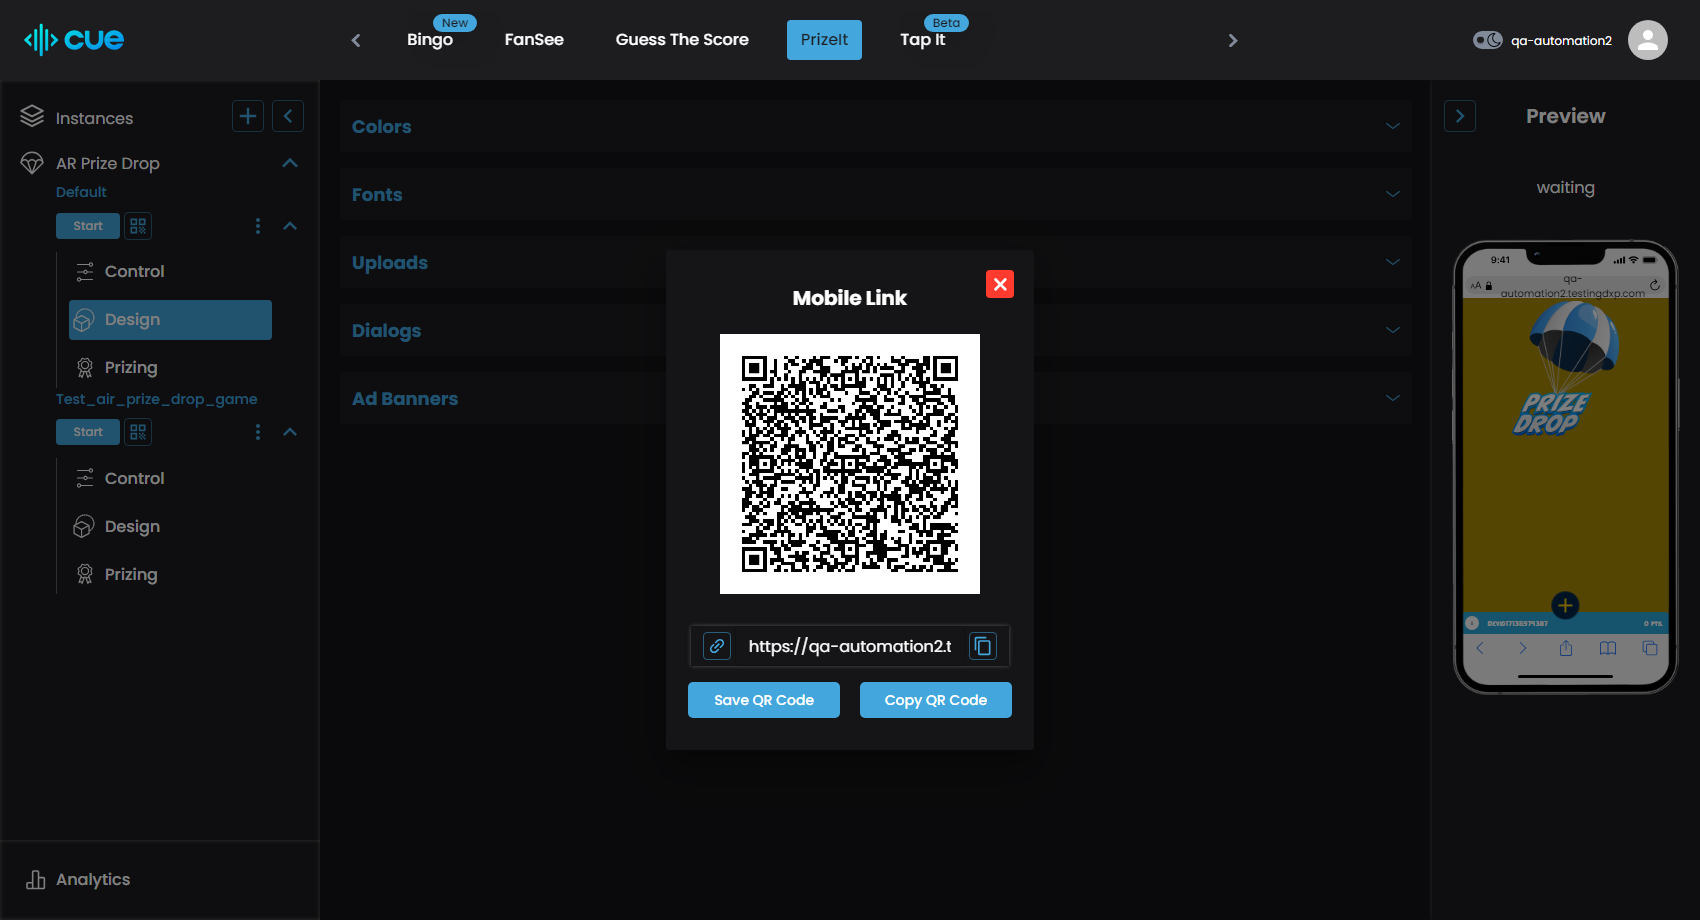 cue
New
Bingo
FanSee
Guess The Score
PrizeIt
Beta
Tap It
qa-automation2
Instances
AR Prize Drop
Default
Start
Control
Design
Prizing
Test_air_prize_drop_game
Start
Control
Design
Prizing
Analytics
Colors
Fonts
Uploads
Dialogs
Ad Banners
Mobile Link
https://qa-automation2.t
Save QR Code
Copy QR Code
Preview
waiting
9:41
AA
qa-
automation2.testingdxp.com
PRIZE
DROP
0 PTS.